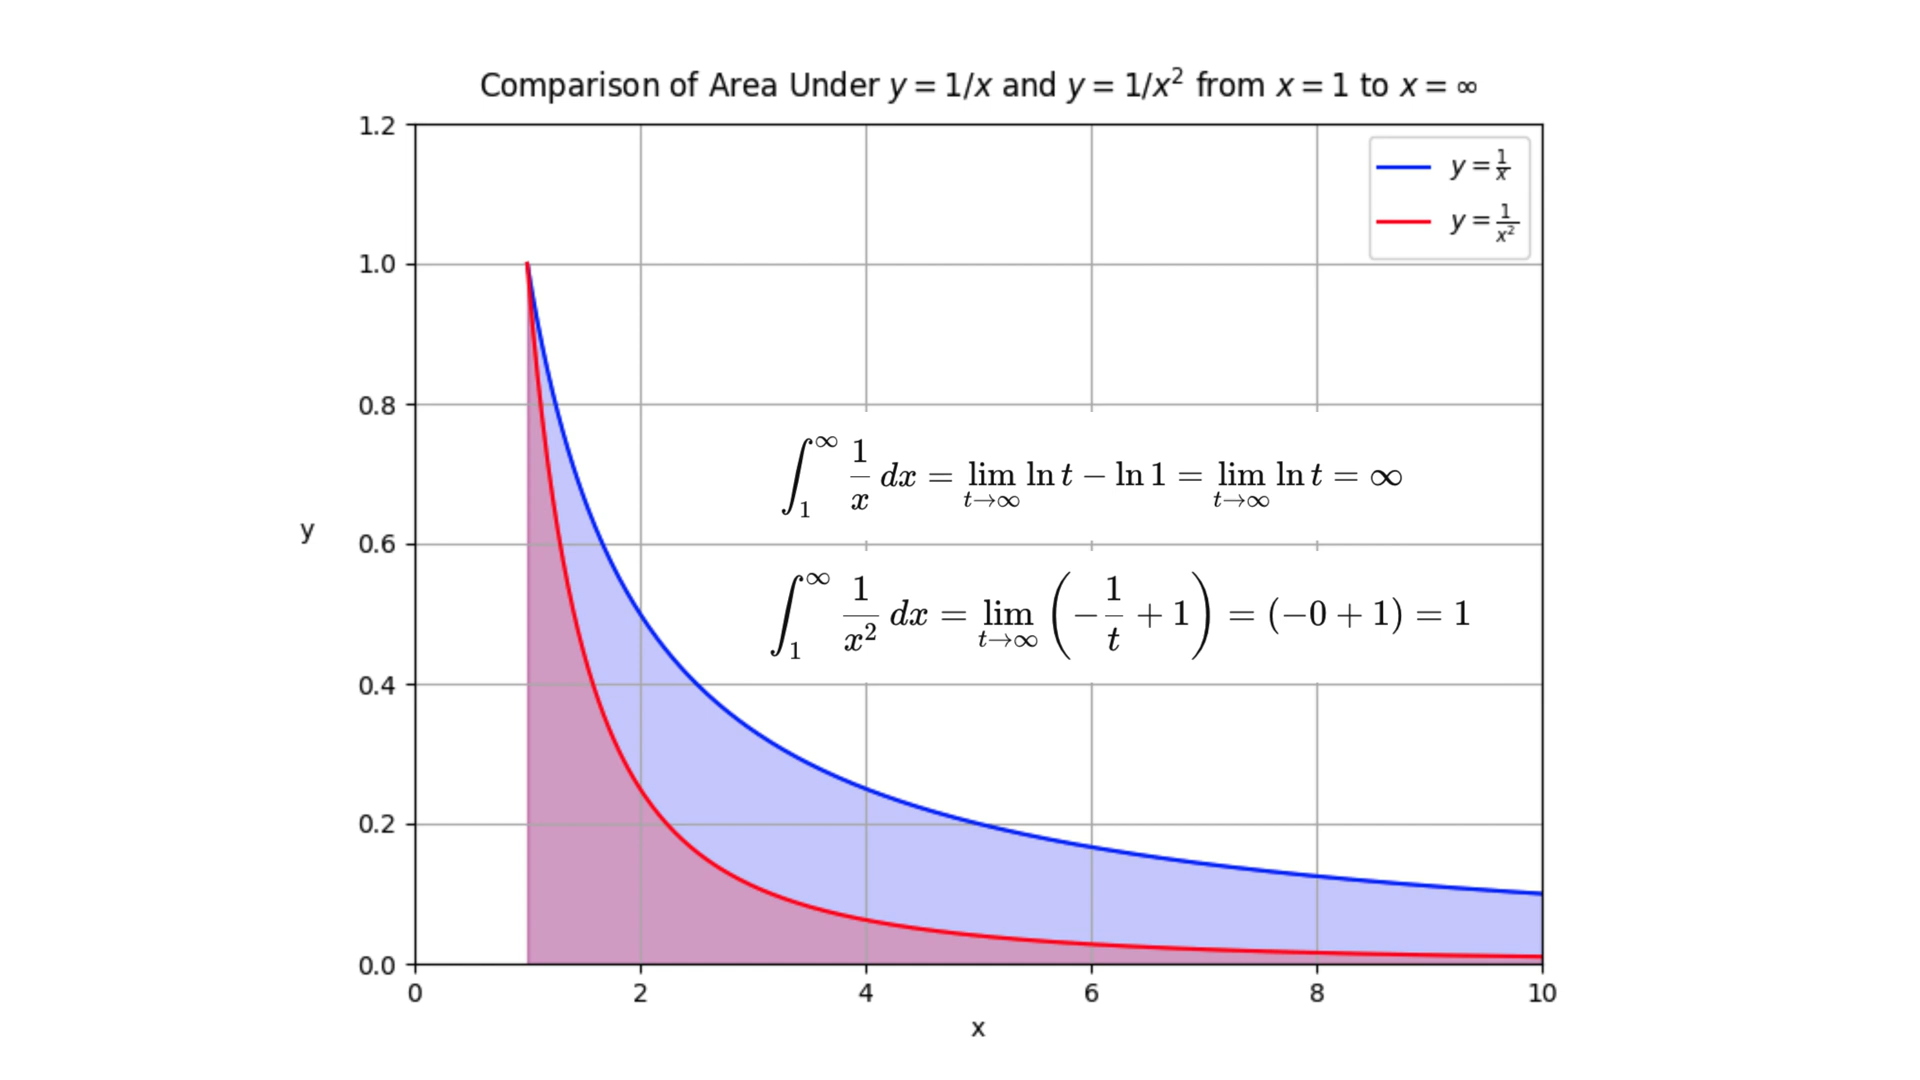 Comparison of Area Under y = 1/x and y = 1/x² from x = 1 to x = ∞
1.2
y = 1/x
y = 1/x²
1.0
0.8
∫₁^∞ 1/x dx = lim_{t→∞} ln t − ln 1 = lim_{t→∞} ln t = ∞
y
0.6
∫₁^∞ 1/x² dx = lim_{t→∞} (−1/t + 1) = (−0 + 1) = 1
0.4
0.2
0.0
0 2 4 6 8 10
x